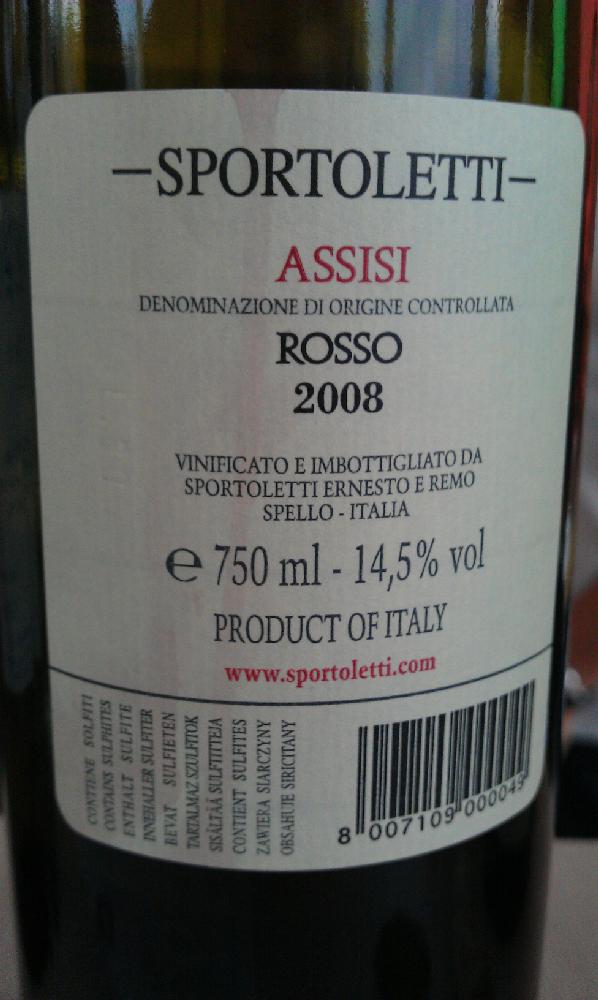 —SPORTOLETTI—
ASSISI
DENOMINAZIONE DI ORIGINE CONTROLLATA
ROSSO
2008
VINIFICATO E IMBOTTIGLIATO DA
SPORTOLETTI ERNESTO E REMO
SPELLO - ITALIA
℮ 750 ml - 14,5% vol
PRODUCT OF ITALY
www.sportoletti.com
CONTIENE SOLFITI
CONTAINS SULPHITES
ENTHALT SULFITE
INNEHALLER SULFITER
BEVAT SULFIETEN
TARTALMAZ SZULFITOK
SISÄLTÄÄ SULFTITTEJA
CONTIENT SULFITES
ZAWIERA SIARCZYNY
OBSAHUJE SIRICITANY
8 007109 000049